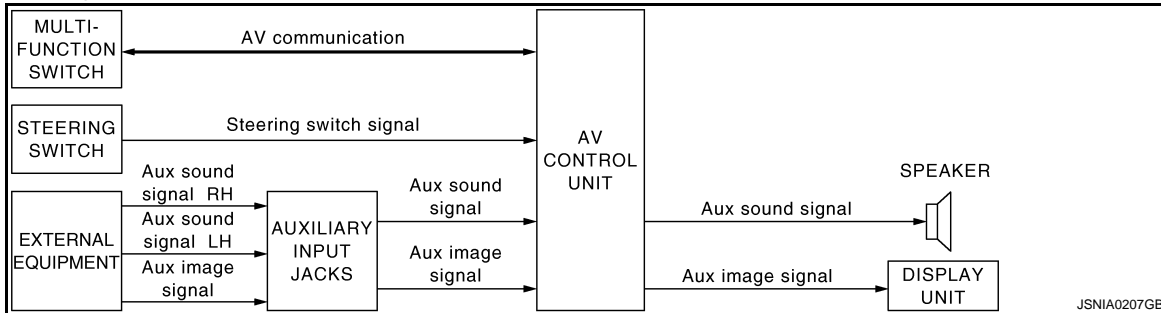 MULTI-
FUNCTION
SWITCH
AV communication
STEERING
SWITCH
Steering switch signal
EXTERNAL
EQUIPMENT
Aux sound
signal RH
Aux sound
signal LH
Aux image
signal
AUXILIARY
INPUT
JACKS
Aux sound
signal
Aux image
signal
AV
CONTROL
UNIT
SPEAKER
Aux sound signal
Aux image signal
DISPLAY
UNIT
JSNIA0207GB